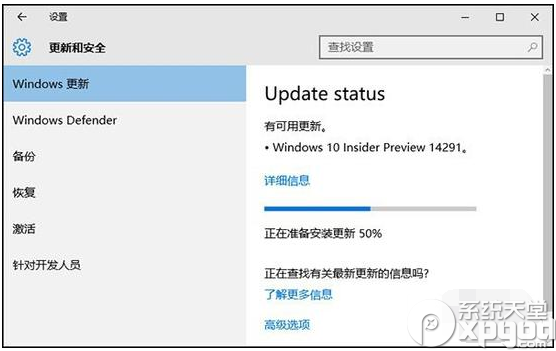 设置
更新和安全
查找设置
Windows 更新
Windows Defender
备份
恢复
激活
针对开发人员
Update status
有可用更新。
• Windows 10 Insider Preview 14291。
详细信息
正在准备安装更新 50%
正在查找有关最新更新的信息吗?
了解更多信息
高级选项
系统天堂